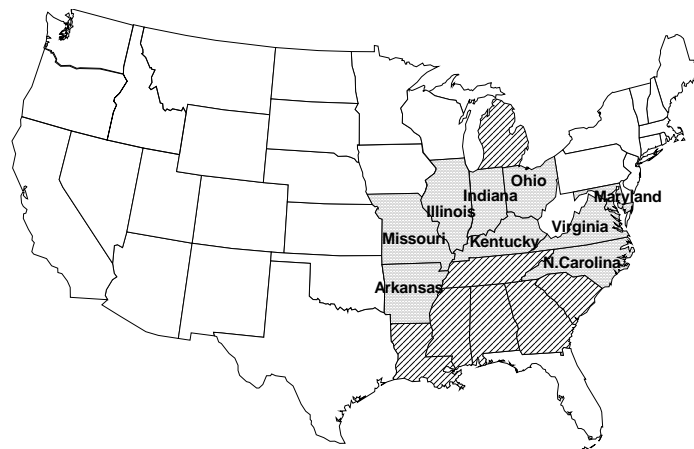 Ohio
Indiana
Maryland
Illinois
Virginia
Missouri
Kentucky
N.Carolina
Arkansas